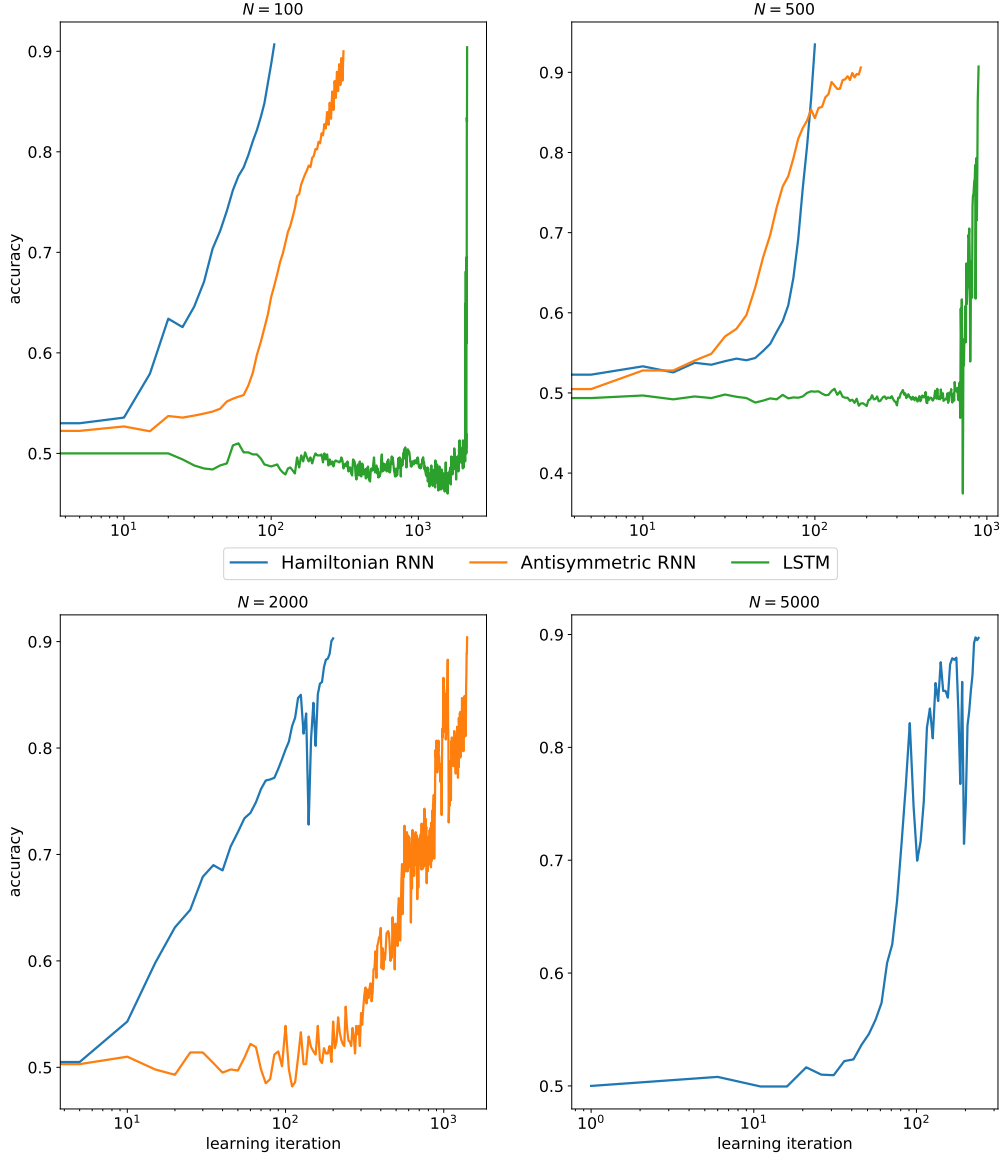 N = 100
0.9
0.8
0.7
0.6
0.5
accuracy
10¹ 10² 10³
N = 500
0.9
0.8
0.7
0.6
0.5
0.4
10¹ 10² 10³
Hamiltonian RNN Antisymmetric RNN LSTM
N = 2000
0.9
0.8
0.7
0.6
0.5
accuracy
10¹ 10² 10³
learning iteration
N = 5000
0.9
0.8
0.7
0.6
0.5
10⁰ 10¹ 10²
learning iteration